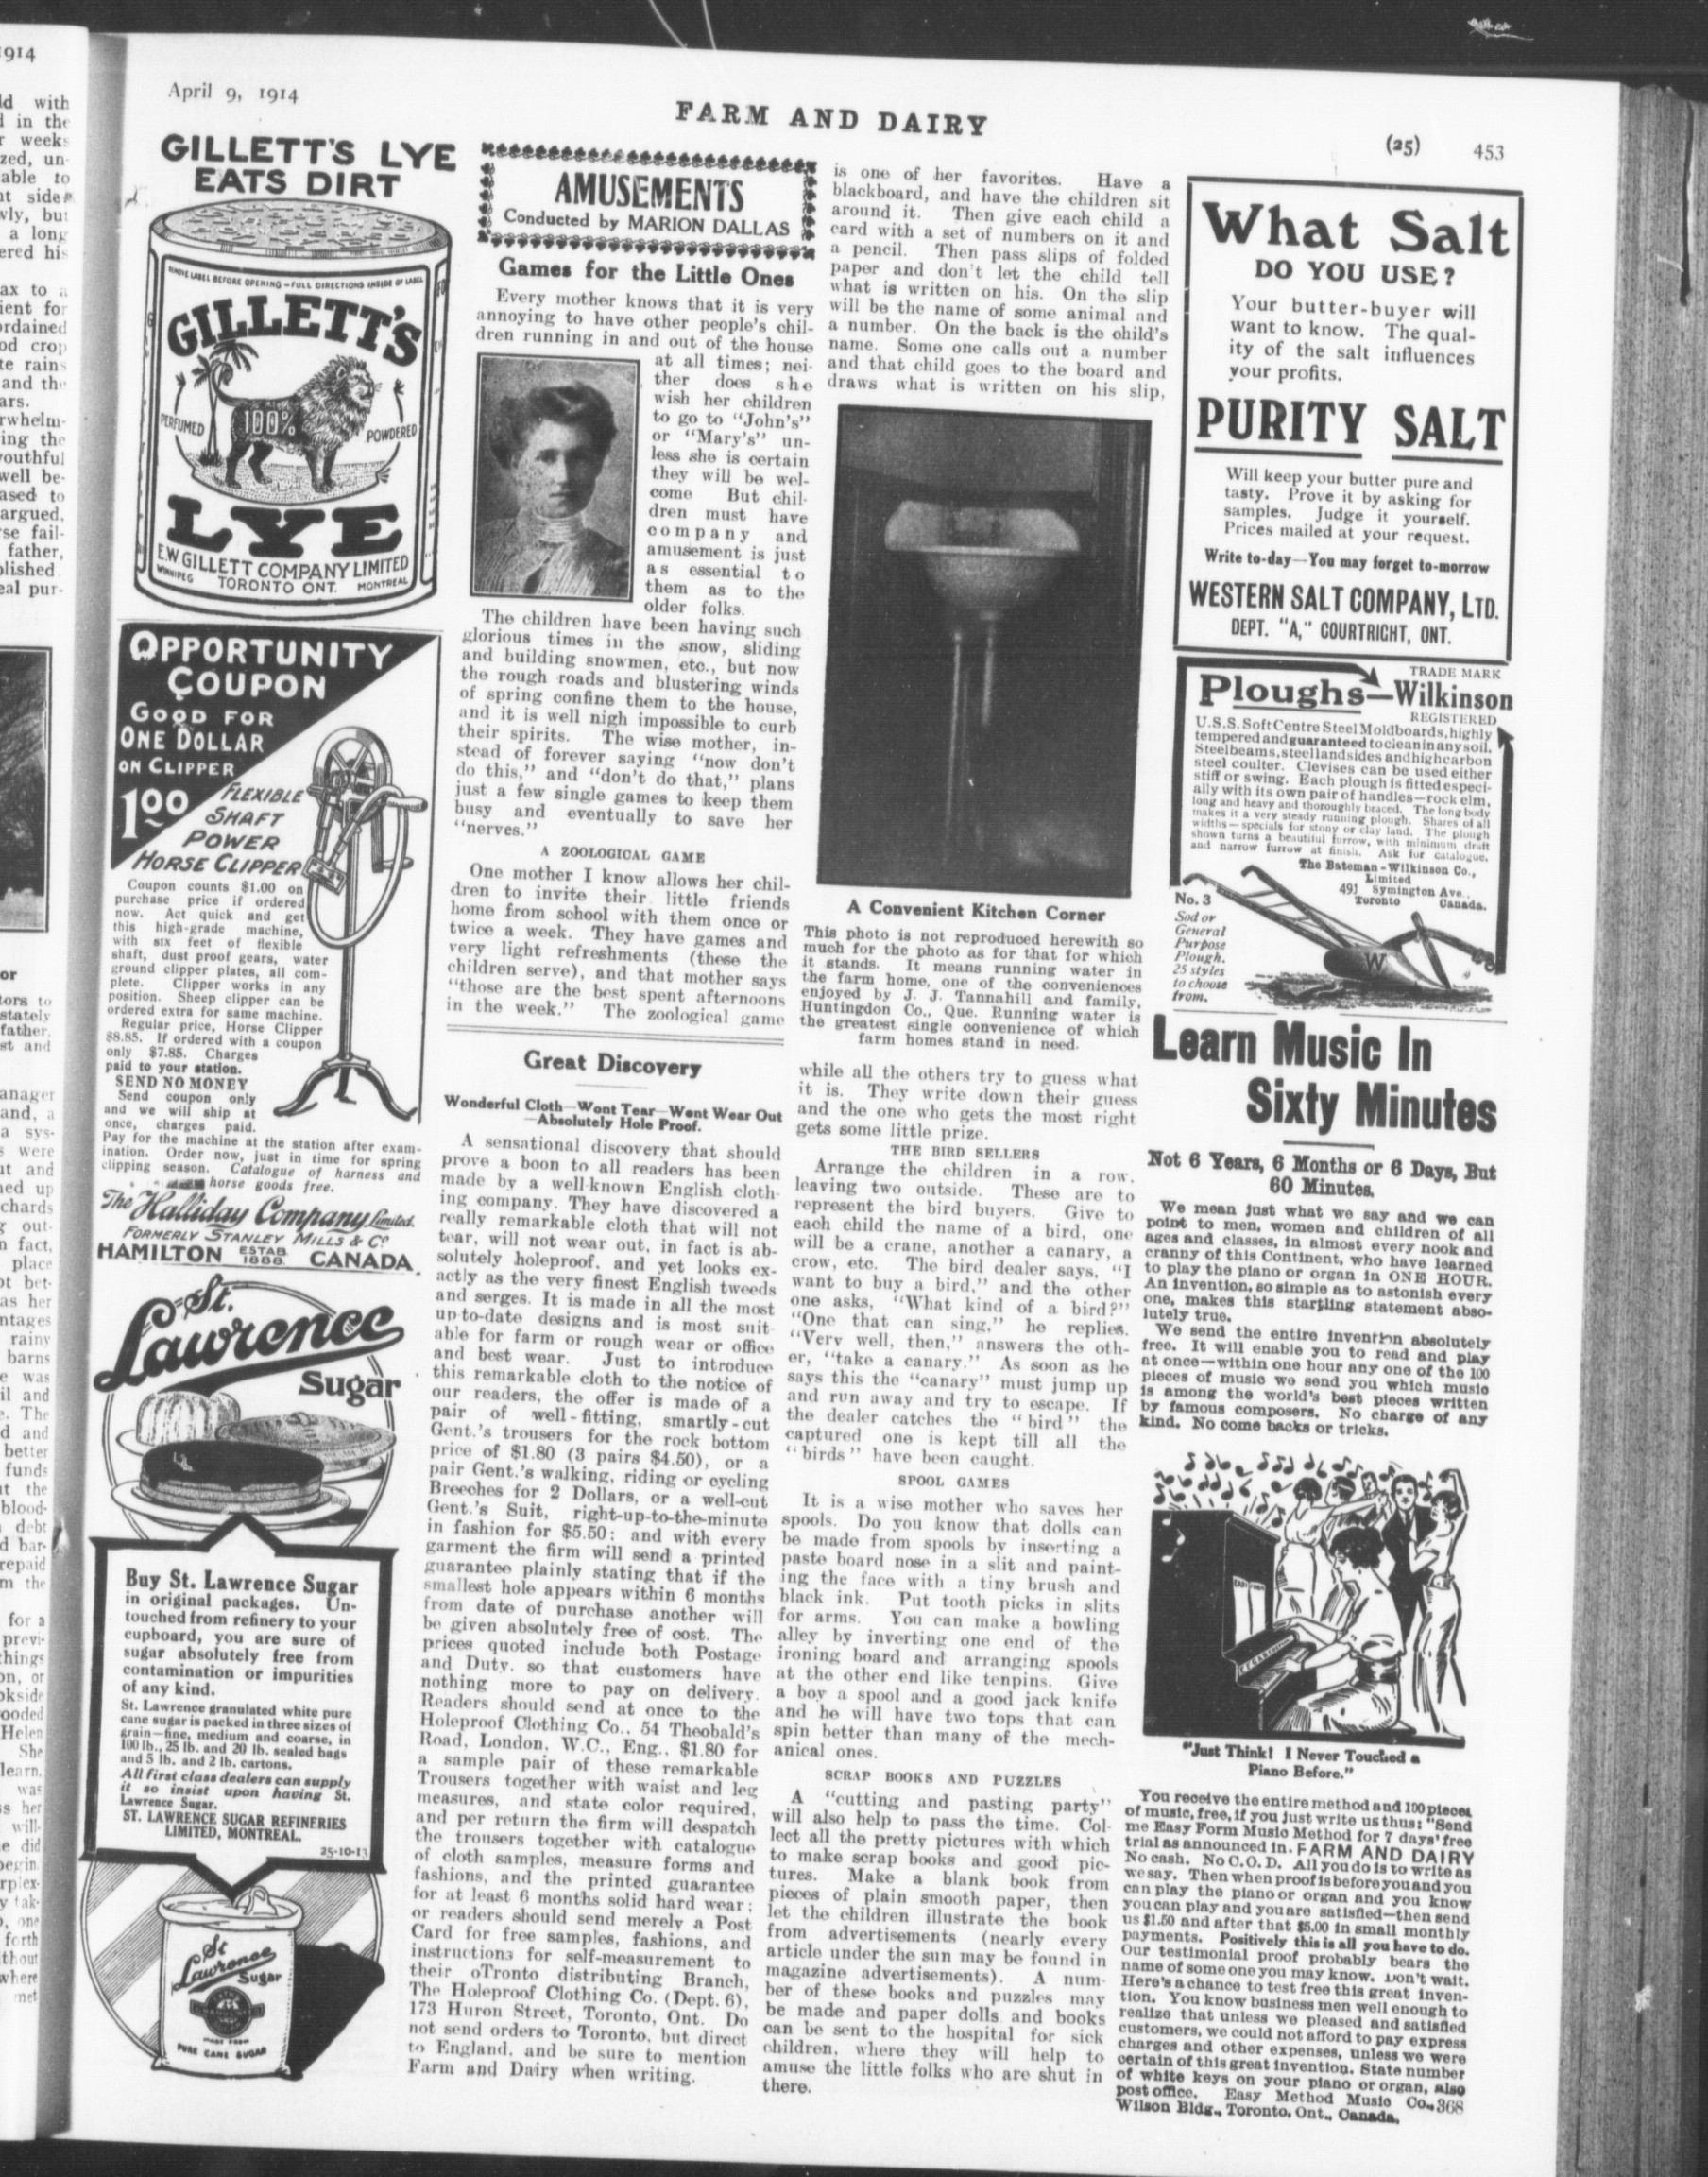 April 9, 1914
FARM AND DAIRY
(25) 453
GILLETT'S LYE
EATS DIRT
REMOVE LABEL BEFORE OPENING–FULL DIRECTIONS INSIDE OF LABEL
GILLETT'S
PERFUMED
100%
POWDERED
LYE
E.W. GILLETT COMPANY LIMITED
WINNIPEG TORONTO ONT. MONTREAL
OPPORTUNITY
COUPON
GOOD FOR
ONE DOLLAR
ON CLIPPER
1.00
FLEXIBLE
SHAFT
POWER
HORSE CLIPPER
Coupon counts $1.00 on
purchase price if ordered
now. Act quick and get
this high-grade machine,
with six feet of flexible
shaft, dust proof gears, water
ground clipper plates, all com-
plete. Clipper works in any
position. Sheep clipper can be
ordered extra for same machine.
Regular price, Horse Clipper
$8.85. If ordered with a coupon
only $7.85. Charges
paid to your station.
SEND NO MONEY
Send coupon only
and we will ship at
once, charges paid.
Pay for the machine at the station after exam-
ination. Order now, just in time for spring
clipping season. Catalogue of harness and
horse goods free.
The Halliday Company Limited.
FORMERLY STANLEY MILLS & Co
HAMILTON ESTAB. 1888 CANADA
St.
Lawrence
Sugar
Buy St. Lawrence Sugar
in original packages. Un-
touched from refinery to your
cupboard, you are sure of
sugar absolutely free from
contamination or impurities
of any kind.
St. Lawrence granulated white pure
cane sugar is packed in three sizes of
grain—fine, medium and coarse, in
100 lb., 25 lb. and 20 lb. sealed bags
and 5 lb. and 2 lb. cartons.
All first class dealers can supply
it so insist upon having St.
Lawrence Sugar.
ST. LAWRENCE SUGAR REFINERIES
LIMITED, MONTREAL.
25-10-13
St
Lawrence
Sugar
PURE CANE SUGAR
AMUSEMENTS
Conducted by MARION DALLAS
Games for the Little Ones
Every mother knows that it is very
annoying to have other people's chil-
dren running in and out of the house
at all times; nei-
ther does she
wish her children
to go to "John's"
or "Mary's" un-
less she is certain
they will be wel-
come But chil-
dren must have
company and
amusement is just
as essential to
them as to the
older folks.
The children have been having such
glorious times in the snow, sliding
and building snowmen, etc., but now
the rough roads and blustering winds
of spring confine them to the house,
and it is well nigh impossible to curb
their spirits. The wise mother, in-
stead of forever saying "now don't
do this," and "don't do that," plans
just a few single games to keep them
busy and eventually to save her
"nerves."
A ZOOLOGICAL GAME
One mother I know allows her chil-
dren to invite their little friends
home from school with them once or
twice a week. They have games and
very light refreshments (these the
children serve), and that mother says
"those are the best spent afternoons
in the week." The zoological game
Great Discovery
Wonderful Cloth—Wont Tear—Wont Wear Out
—Absolutely Hole Proof.
A sensational discovery that should
prove a boon to all readers has been
made by a well-known English cloth-
ing company. They have discovered a
really remarkable cloth that will not
tear, will not wear out, in fact is ab-
solutely holeproof, and yet looks ex-
actly as the very finest English tweeds
and serges. It is made in all the most
up-to-date designs and is most suit-
able for farm or rough wear or office
and best wear. Just to introduce
this remarkable cloth to the notice of
our readers, the offer is made of a
pair of well-fitting, smartly-cut
Gent.'s trousers for the rock bottom
price of $1.80 (3 pairs $4.50), or a
pair Gent.'s walking, riding or cycling
Breeches for 2 Dollars, or a well-cut
Gent.'s Suit, right-up-to-the-minute
in fashion for $5.50; and with every
garment the firm will send a printed
guarantee plainly stating that if the
smallest hole appears within 6 months
from date of purchase another will
be given absolutely free of cost. The
prices quoted include both Postage
and Duty, so that customers have
nothing more to pay on delivery.
Readers should send at once to the
Holeproof Clothing Co., 54 Theobald's
Road, London, W.C., Eng., $1.80 for
a sample pair of these remarkable
Trousers together with waist and leg
measures, and state color required,
and per return the firm will despatch
the trousers together with catalogue
of cloth samples, measure forms and
fashions, and the printed guarantee
for at least 6 months solid hard wear;
or readers should send merely a Post
Card for free samples, fashions, and
instructions for self-measurement to
their oTronto distributing Branch,
The Holeproof Clothing Co. (Dept. 6),
173 Huron Street, Toronto, Ont. Do
not send orders to Toronto, but direct
to England, and be sure to mention
Farm and Dairy when writing.
is one of her favorites. Have a
blackboard, and have the children sit
around it. Then give each child a
card with a set of numbers on it and
a pencil. Then pass slips of folded
paper and don't let the child tell
what is written on his. On the slip
will be the name of some animal and
a number. On the back is the child's
name. Some one calls out a number
and that child goes to the board and
draws what is written on his slip,
A Convenient Kitchen Corner
This photo is not reproduced herewith so
much for the photo as for that for which
it stands. It means running water in
the farm home, one of the conveniences
enjoyed by J. J. Tannahill and family,
Huntingdon Co., Que. Running water is
the greatest single convenience of which
farm homes stand in need.
while all the others try to guess what
it is. They write down their guess
and the one who gets the most right
gets some little prize.
THE BIRD SELLERS
Arrange the children in a row,
leaving two outside. These are to
represent the bird buyers. Give to
each child the name of a bird, one
will be a crane, another a canary, a
crow, etc. The bird dealer says, "I
want to buy a bird," and the other
one asks, "What kind of a bird?"
"One that can sing," he replies.
"Very well, then," answers the oth-
er, "take a canary." As soon as he
says this the "canary" must jump up
and run away and try to escape. If
the dealer catches the "bird" the
captured one is kept till all the
"birds" have been caught.
SPOOL GAMES
It is a wise mother who saves her
spools. Do you know that dolls can
be made from spools by inserting a
paste board nose in a slit and paint-
ing the face with a tiny brush and
black ink. Put tooth picks in slits
for arms. You can make a bowling
alley by inverting one end of the
ironing board and arranging spools
at the other end like tenpins. Give
a boy a spool and a good jack knife
and he will have two tops that can
spin better than many of the mech-
anical ones.
SCRAP BOOKS AND PUZZLES
A "cutting and pasting party"
will also help to pass the time. Col-
lect all the pretty pictures with which
to make scrap books and good pic-
tures. Make a blank book from
pieces of plain smooth paper, then
let the children illustrate the book
from advertisements (nearly every
article under the sun may be found in
magazine advertisements). A num-
ber of these books and puzzles may
be made and paper dolls and books
can be sent to the hospital for sick
children, where they will help to
amuse the little folks who are shut in
there.
What Salt
DO YOU USE?
Your butter-buyer will
want to know. The qual-
ity of the salt influences
your profits.
PURITY SALT
Will keep your butter pure and
tasty. Prove it by asking for
samples. Judge it yourself.
Prices mailed at your request.
Write to-day—You may forget to-morrow
WESTERN SALT COMPANY, LTD.
DEPT. "A," COURTRIGHT, ONT.
TRADE MARK
Ploughs—Wilkinson
REGISTERED
U.S.S. Soft Centre Steel Moldboards, highly
tempered and guaranteed to clean in any soil.
Steelbeams, steel landsides and high carbon
steel coulter. Clevises can be used either
stiff or swing. Each plough is fitted especi-
ally with its own pair of handles—rock elm,
long and heavy and thoroughly braced. The long body
makes it a very steady running plough. Shares of all
widths—specials for stony or clay land. The plough
shown turns a beautiful furrow, with minimum draft
and narrow furrow at finish. Ask for catalogue.
The Bateman-Wilkinson Co.,
Limited
491 Symington Ave.,
Toronto Canada.
No. 3
Sod or
General
Purpose
Plough.
25 styles
to choose
from.
W
Learn Music In
Sixty Minutes
Not 6 Years, 6 Months or 6 Days, But
60 Minutes.
We mean just what we say and we can
point to men, women and children of all
ages and classes, in almost every nook and
cranny of this Continent, who have learned
to play the piano or organ in ONE HOUR.
An invention, so simple as to astonish every
one, makes this startling statement abso-
lutely true.
We send the entire invention absolutely
free. It will enable you to read and play
at once—within one hour any one of the 100
pieces of music we send you which music
is among the world's best pieces written
by famous composers. No charge of any
kind. No come backs or tricks.
"Just Think! I Never Touched a
Piano Before."
You receive the entire method and 100 pieces
of music, free, if you just write us thus: "Send
me Easy Form Music Method for 7 days' free
trial as announced in. FARM AND DAIRY
No cash. No C.O.D. All you do is to write as
we say. Then when proof is before you and you
can play the piano or organ and you know
you can play and you are satisfied—then send
us $1.50 and after that $5.00 in small monthly
payments. Positively this is all you have to do.
Our testimonial proof probably bears the
name of some one you may know. Don't wait.
Here's a chance to test free this great inven-
tion. You know business men well enough to
realize that unless we pleased and satisfied
customers, we could not afford to pay express
charges and other expenses, unless we were
certain of this great invention. State number
of white keys on your piano or organ, also
post office. Easy Method Music Co., 368
Wilson Bldg., Toronto, Ont., Canada.